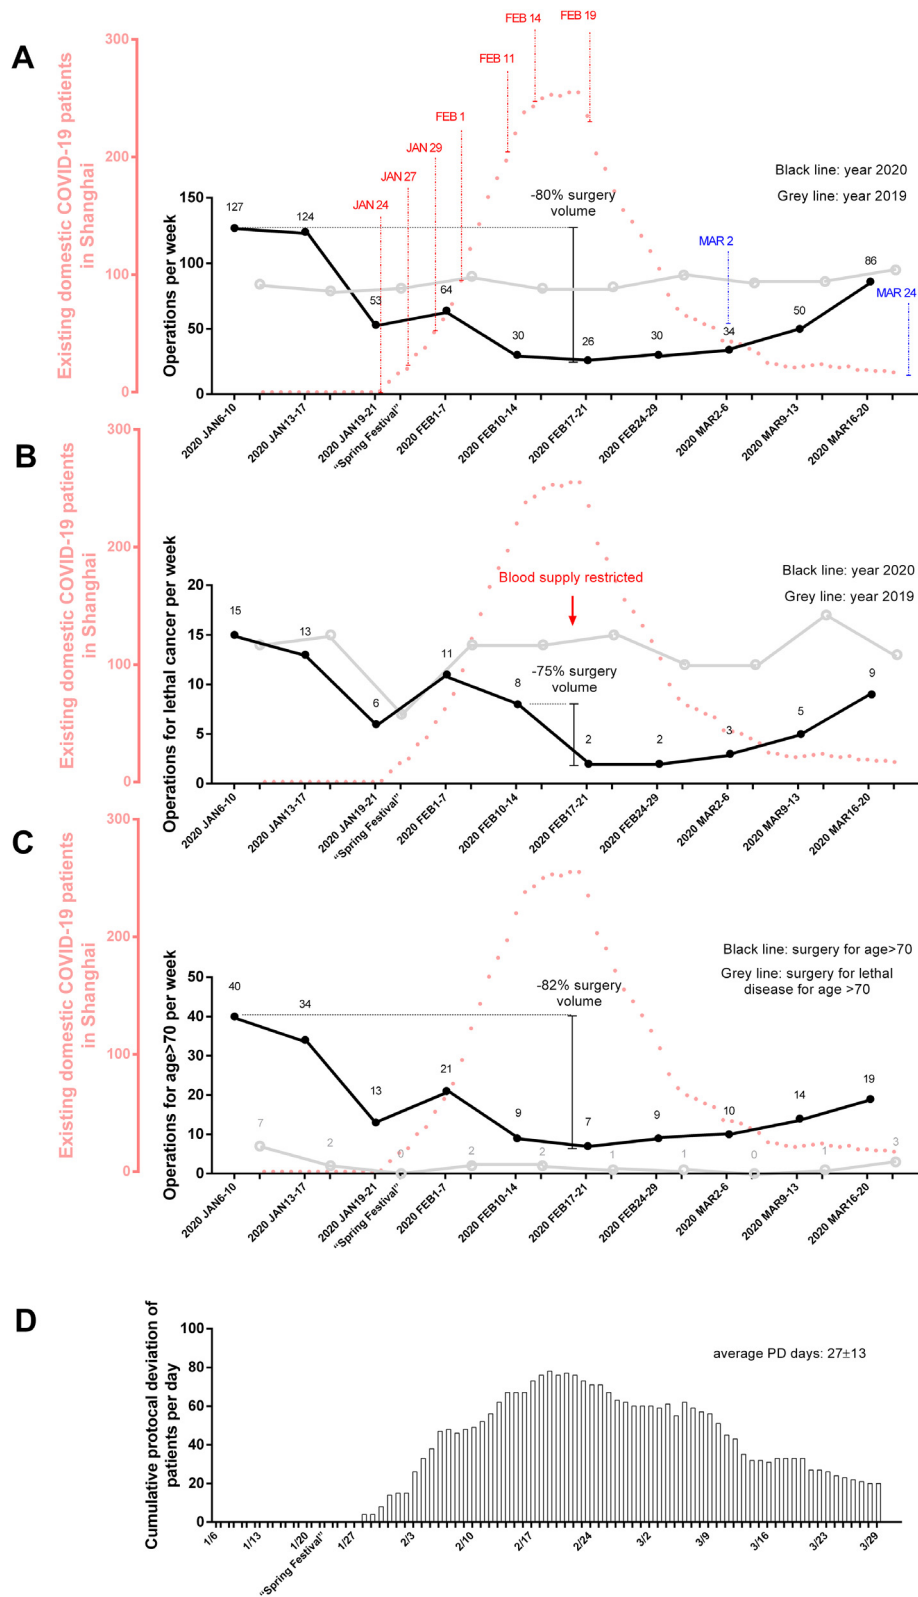 A
Existing domestic COVID-19 patients
in Shanghai
300
200
100
0
Operations per week
150
100
50
0
JAN 24
JAN 27
JAN 29
FEB 1
FEB 11
FEB 14
FEB 19
MAR 2
MAR 24
Black line: year 2020
Grey line: year 2019
-80% surgery
volume
127
124
53
64
30
26
30
34
50
86
2020 JAN6-10
2020 JAN13-17
2020 JAN19-21
“Spring Festival”
2020 FEB1-7
2020 FEB10-14
2020 FEB17-21
2020 FEB24-29
2020 MAR2-6
2020 MAR9-13
2020 MAR16-20
B
Existing domestic COVID-19 patients
in Shanghai
300
200
100
0
Operations for lethal cancer per week
20
15
10
5
0
Blood supply restricted
Black line: year 2020
Grey line: year 2019
-75% surgery
volume
15
13
6
11
8
2
2
3
5
9
2020 JAN6-10
2020 JAN13-17
2020 JAN19-21
“Spring Festival”
2020 FEB1-7
2020 FEB10-14
2020 FEB17-21
2020 FEB24-29
2020 MAR2-6
2020 MAR9-13
2020 MAR16-20
C
Existing domestic COVID-19 patients
in Shanghai
300
200
100
0
Operations for age>70 per week
50
40
30
20
10
0
Black line: surgery for age>70
Grey line: surgery for lethal
disease for age >70
-82% surgery
volume
40
34
13
21
9
7
9
10
14
19
7
2
0
2
2
1
1
0
1
3
2020 JAN6-10
2020 JAN13-17
2020 JAN19-21
“Spring Festival”
2020 FEB1-7
2020 FEB10-14
2020 FEB17-21
2020 FEB24-29
2020 MAR2-6
2020 MAR9-13
2020 MAR16-20
D
Cumulative protocal deviation of
patients per day
100
80
60
40
20
0
average PD days: 27±13
1/6
1/13
1/20
“Spring Festival”
1/27
2/3
2/10
2/17
2/24
3/2
3/9
3/16
3/23
3/29